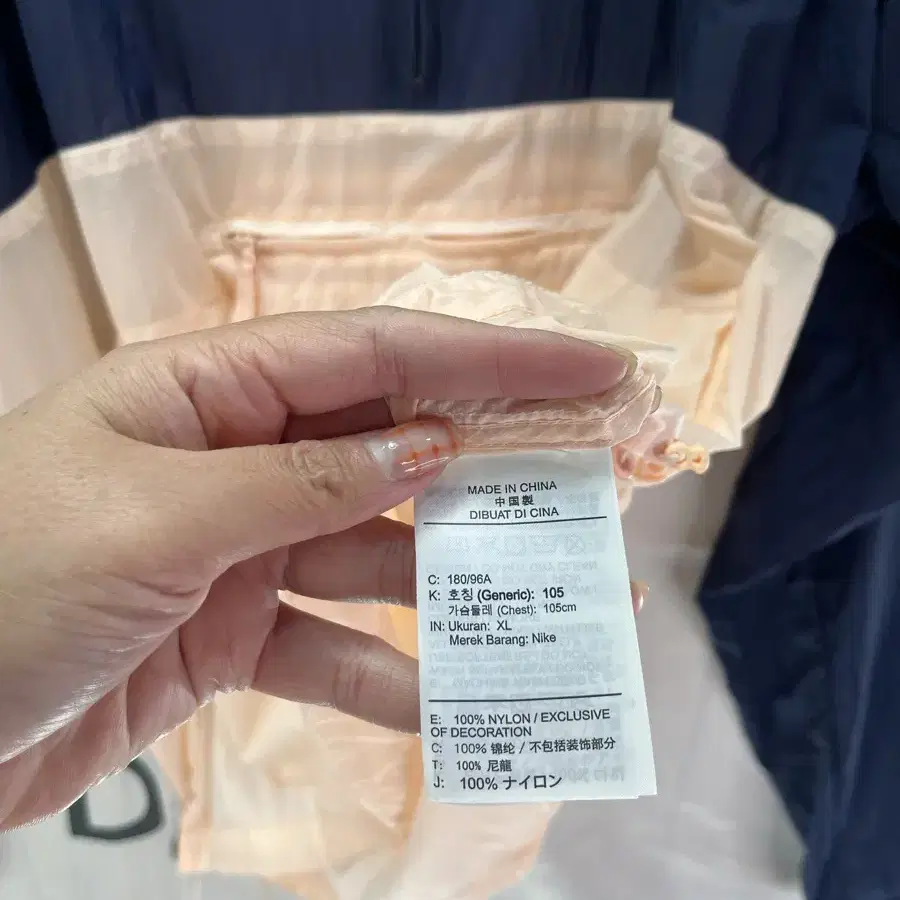 MADE IN CHINA
中国製
DIBUAT DI CINA
C: 180/96A
K: 호칭 (Generic): 105
가슴둘레 (Chest): 105cm
IN: Ukuran: XL
Merek Barang: Nike
E: 100% NYLON / EXCLUSIVE
OF DECORATION
C: 100% 锦纶 / 不包括装饰部分
T: 100% 尼龍
J: 100% ナイロン